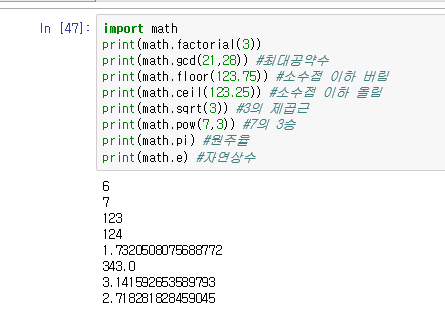 In [47]: import math
print(math.factorial(3))
print(math.gcd(21,28)) #최대공약수
print(math.floor(123.75)) #소수점 이하 버림
print(math.ceil(123.25)) #소수점 이하 올림
print(math.sqrt(3)) #3의 제곱근
print(math.pow(7,3)) #7의 3승
print(math.pi) #원주율
print(math.e) #자연상수
6
7
123
124
1.7320508075688772
343.0
3.141592653589793
2.718281828459045